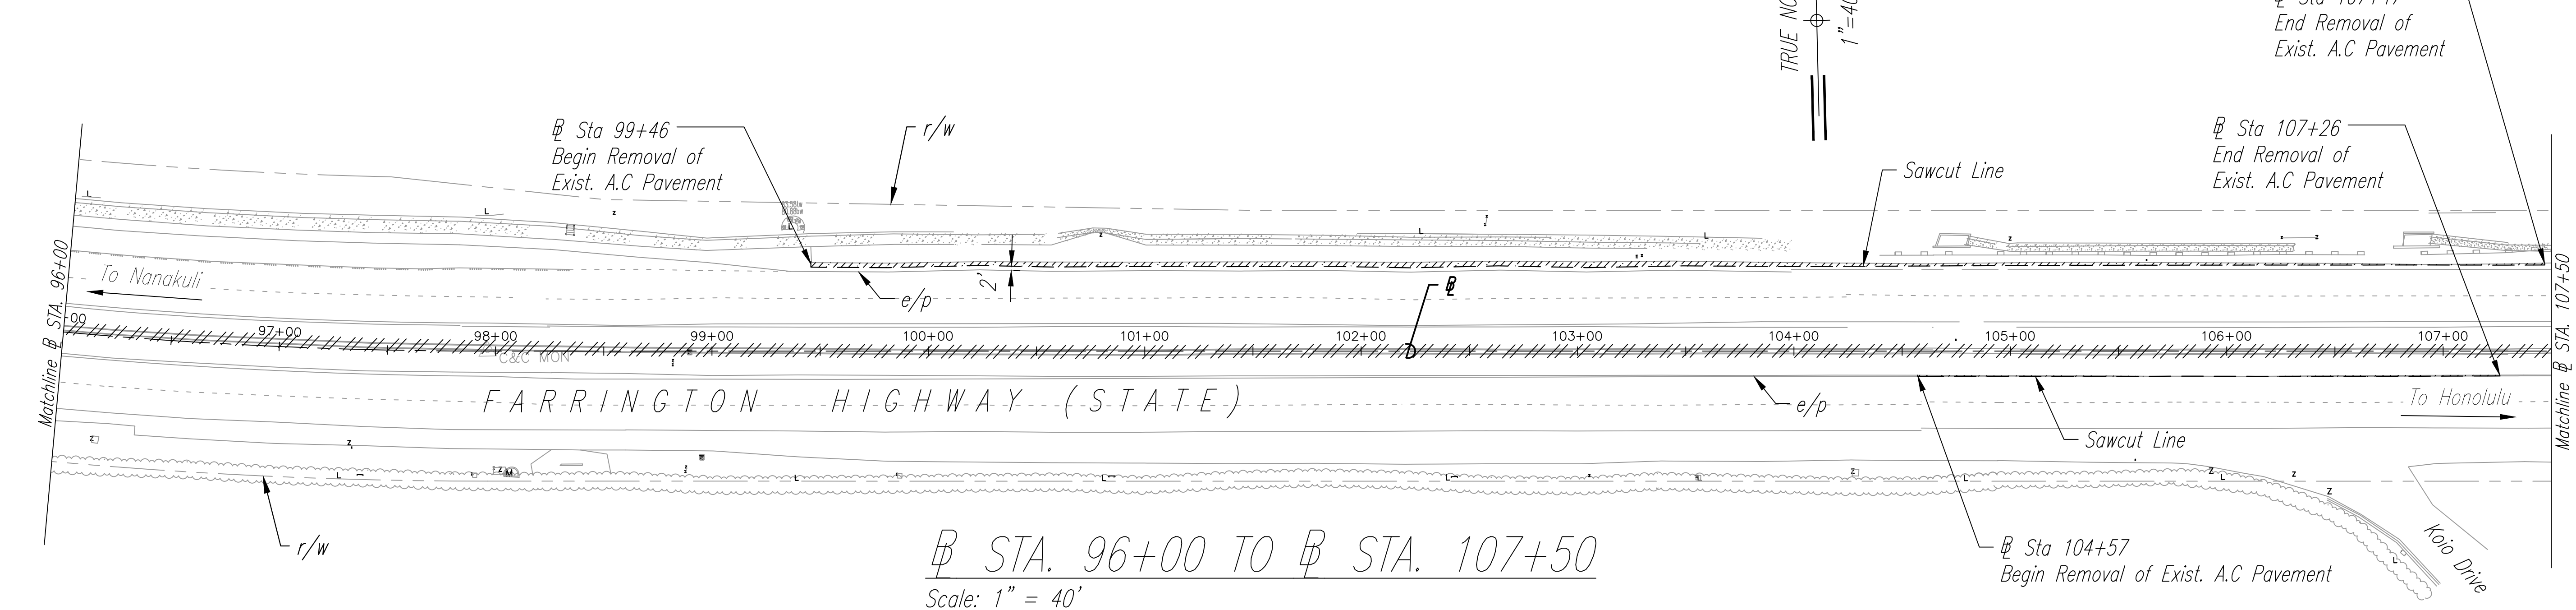 TRUE NO
1"=40
End Removal of
Exist. A.C Pavement
℄ Sta 99+46
Begin Removal of
Exist. A.C Pavement
r/w
Sawcut Line
℄ Sta 107+26
End Removal of
Exist. A.C Pavement
Matchline ℄ STA. 96+00
To Nanakuli
e/p
2'
℄
Matchline ℄ STA. 107+50
-00
97+00
98+00
99+00
100+00
101+00
102+00
103+00
104+00
105+00
106+00
107+00
C&C MON
FARRINGTON HIGHWAY (STATE)
e/p
To Honolulu
Sawcut Line
r/w
℄ Sta 104+57
Begin Removal of Exist. A.C Pavement
Koio Drive
℄ STA. 96+00 TO ℄ STA. 107+50
Scale: 1" = 40'